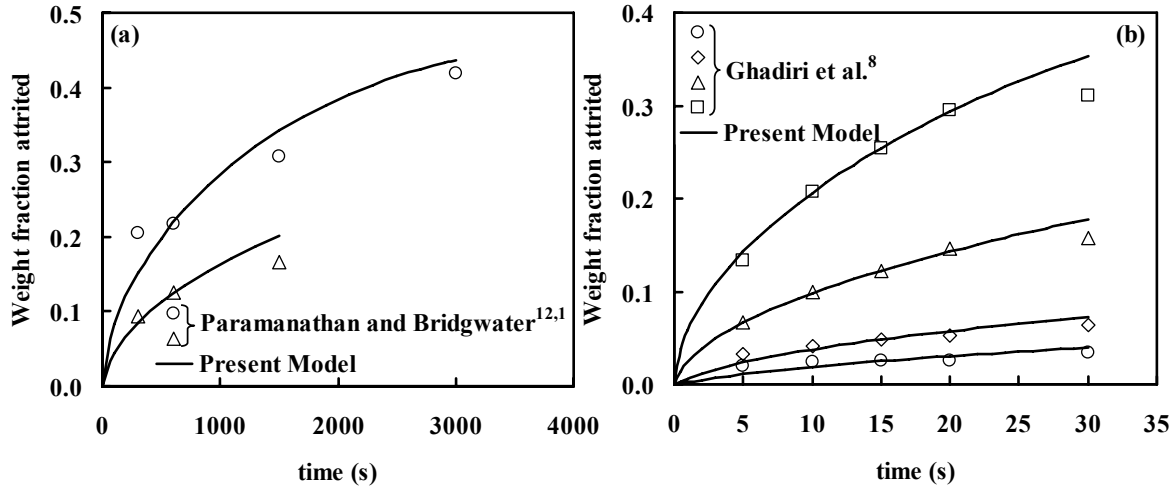 (a)
Weight fraction attrited
0.5
0.4
0.3
0.2
0.1
0.0
0 1000 2000 3000 4000
time (s)
Paramanathan and Bridgwater12,1
Present Model
(b)
Weight fraction attrited
0.4
0.3
0.2
0.1
0.0
0 5 10 15 20 25 30 35
time (s)
Ghadiri et al.8
Present Model